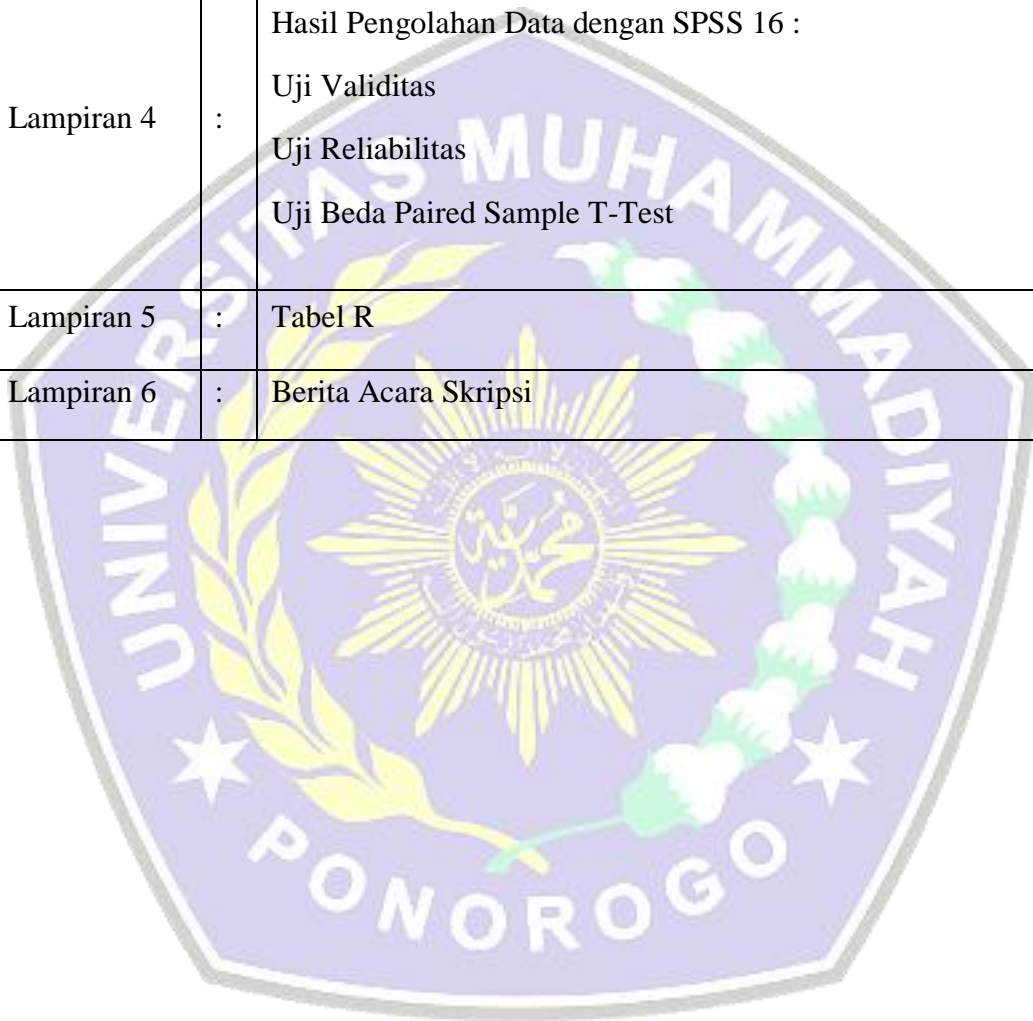 Hasil Pengolahan Data dengan SPSS 16 :
Uji Validitas
Lampiran 4 :
Uji Reliabilitas
Uji Beda Paired Sample T-Test
Lampiran 5 : Tabel R
Lampiran 6 : Berita Acara Skripsi
UNIVERSITAS MUHAMMADIYAH
PONOROGO